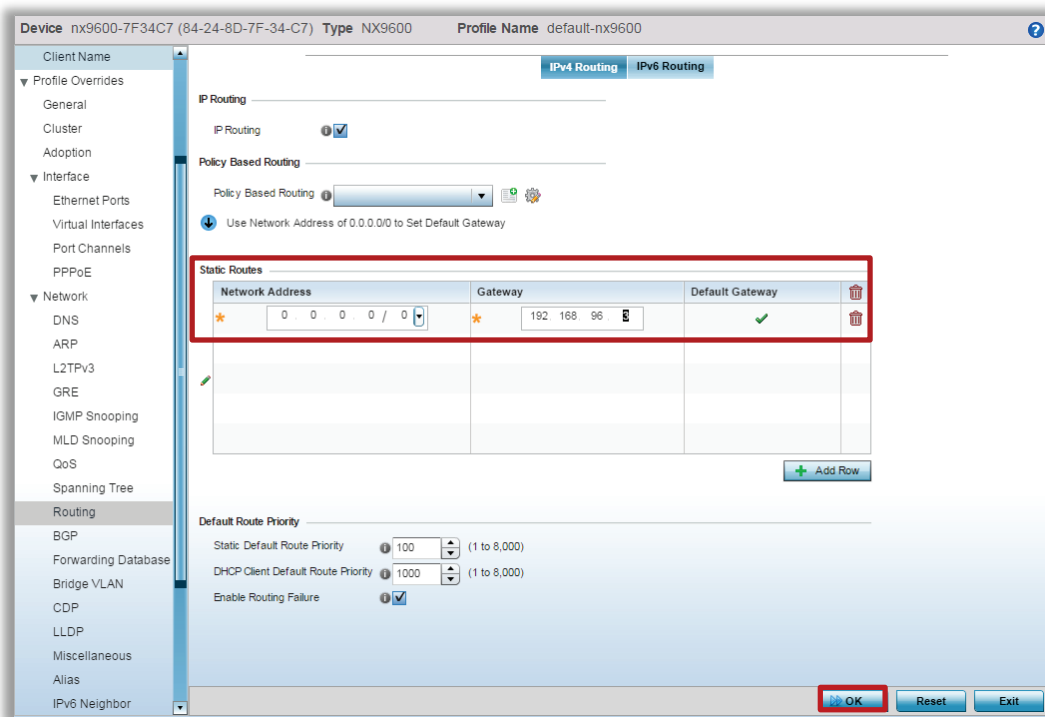 Device nx9600-7F34C7 (84-24-8D-7F-34-C7) Type NX9600 Profile Name default-nx9600
Client Name
Profile Overrides
General
Cluster
Adoption
Interface
Ethernet Ports
Virtual Interfaces
Port Channels
PPPoE
Network
DNS
ARP
L2TPv3
GRE
IGMP Snooping
MLD Snooping
QoS
Spanning Tree
Routing
BGP
Forwarding Database
Bridge VLAN
CDP
LLDP
Miscellaneous
Alias
IPv6 Neighbor
IPv4 Routing IPv6 Routing
IP Routing
IP Routing
Policy Based Routing
Policy Based Routing
Use Network Address of 0.0.0.0/0 to Set Default Gateway
Static Routes
Network Address Gateway Default Gateway
0 . 0 . 0 . 0 / 0 192 . 168 . 96 . 3
Add Row
Default Route Priority
Static Default Route Priority 100 (1 to 8,000)
DHCP Client Default Route Priority 1000 (1 to 8,000)
Enable Routing Failure
OK Reset Exit